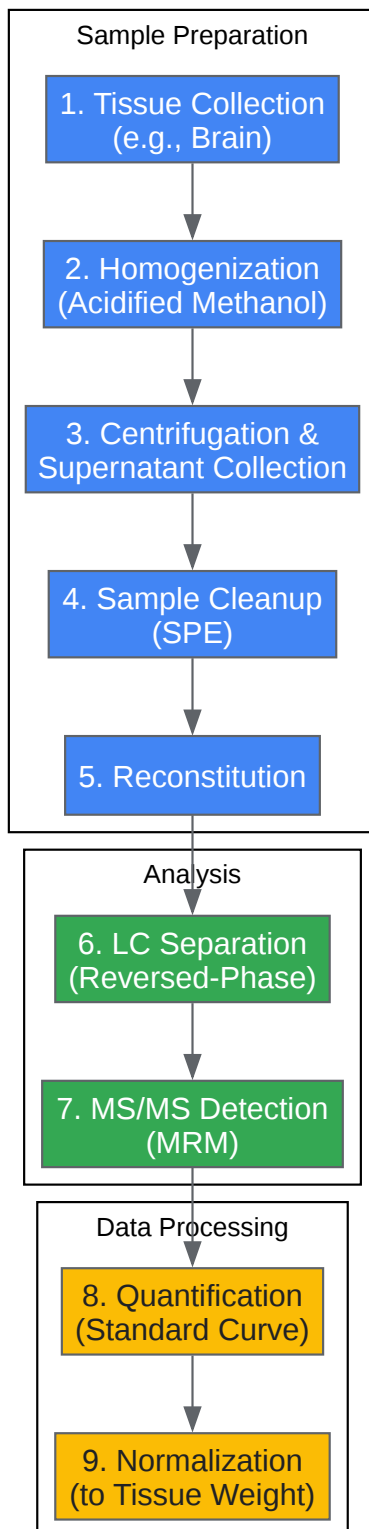 Sample Preparation
1. Tissue Collection
(e.g., Brain)
2. Homogenization
(Acidified Methanol)
3. Centrifugation &
Supernatant Collection
4. Sample Cleanup
(SPE)
5. Reconstitution
Analysis
6. LC Separation
(Reversed-Phase)
7. MS/MS Detection
(MRM)
Data Processing
8. Quantification
(Standard Curve)
9. Normalization
(to Tissue Weight)